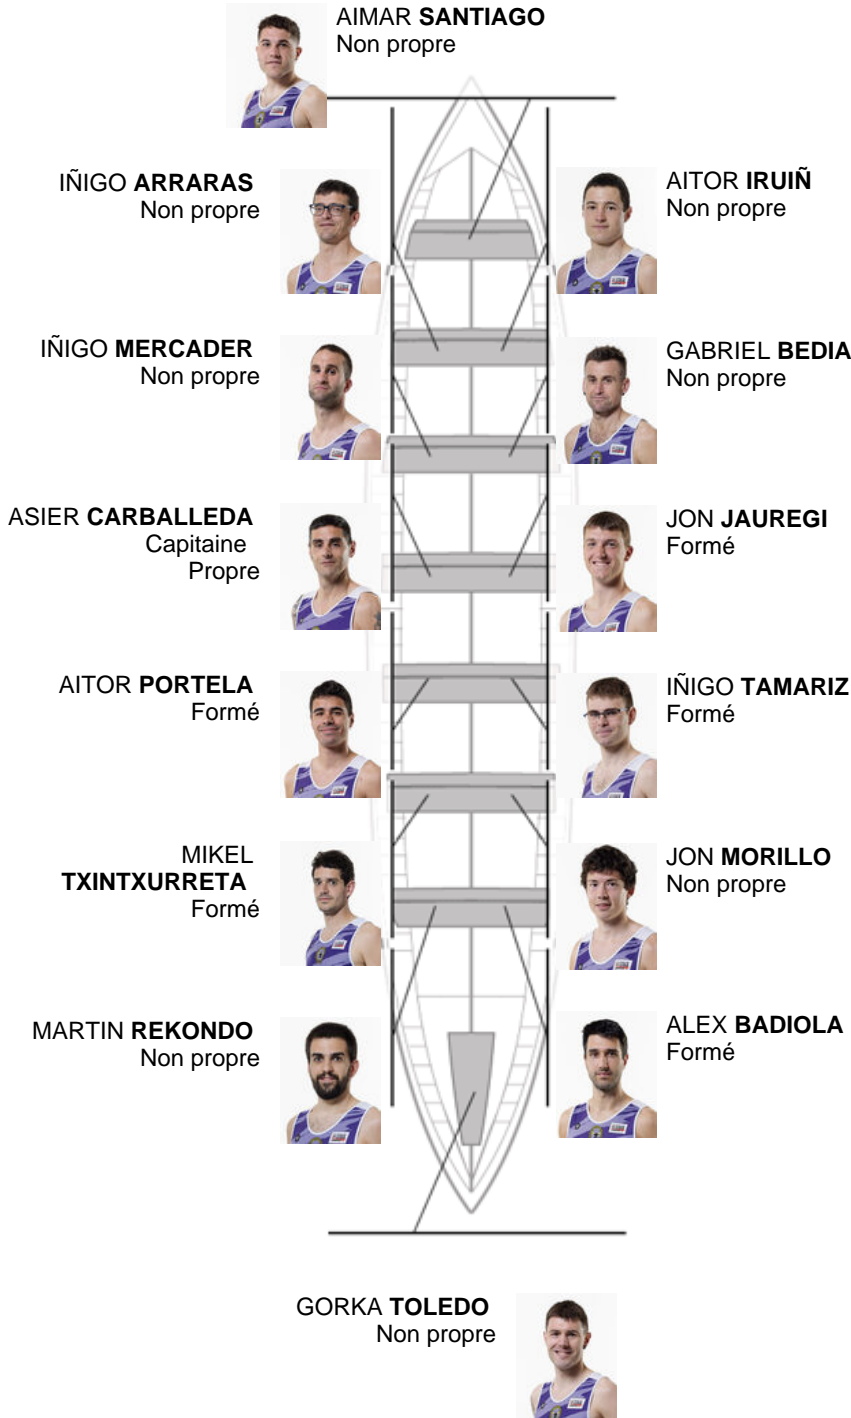 AIMAR SANTIAGO
Non propre
IÑIGO ARRARAS
Non propre
AITOR IRUIÑ
Non propre
IÑIGO MERCADER
Non propre
GABRIEL BEDIA
Non propre
ASIER CARBALLEDA
Capitaine
Propre
JON JAUREGI
Formé
AITOR PORTELA
Formé
IÑIGO TAMARIZ
Formé
MIKEL
TXINTXURRETA
Formé
JON MORILLO
Non propre
MARTIN REKONDO
Non propre
ALEX BADIOLA
Formé
GORKA TOLEDO
Non propre